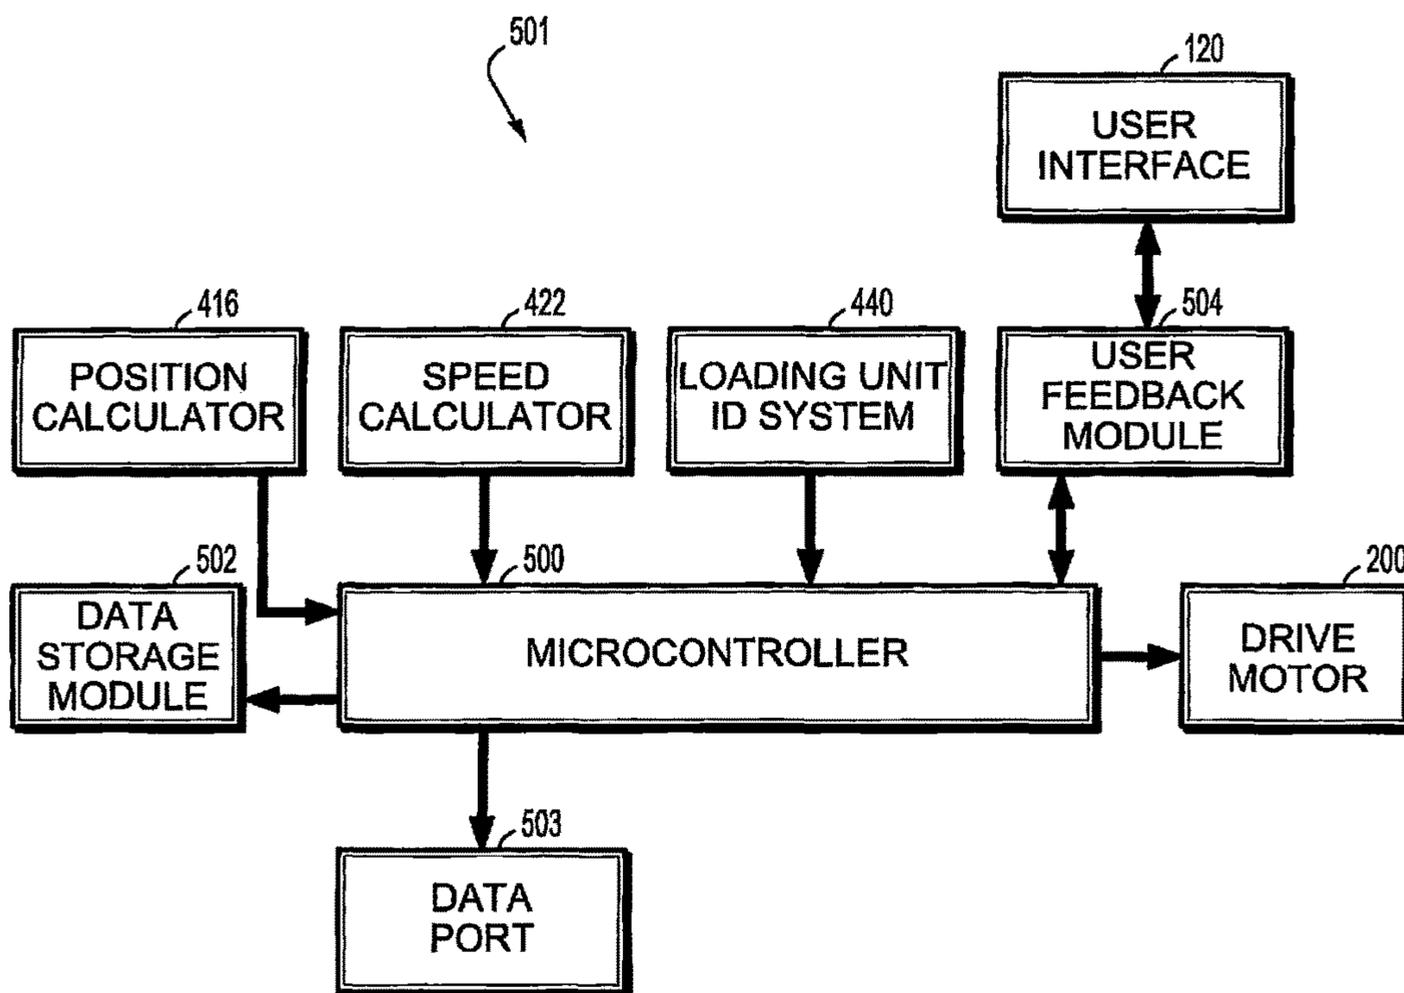 501
120
USER
INTERFACE
416
POSITION
CALCULATOR
422
SPEED
CALCULATOR
440
LOADING UNIT
ID SYSTEM
504
USER
FEEDBACK
MODULE
502
DATA
STORAGE
MODULE
500
MICROCONTROLLER
200
DRIVE
MOTOR
503
DATA
PORT